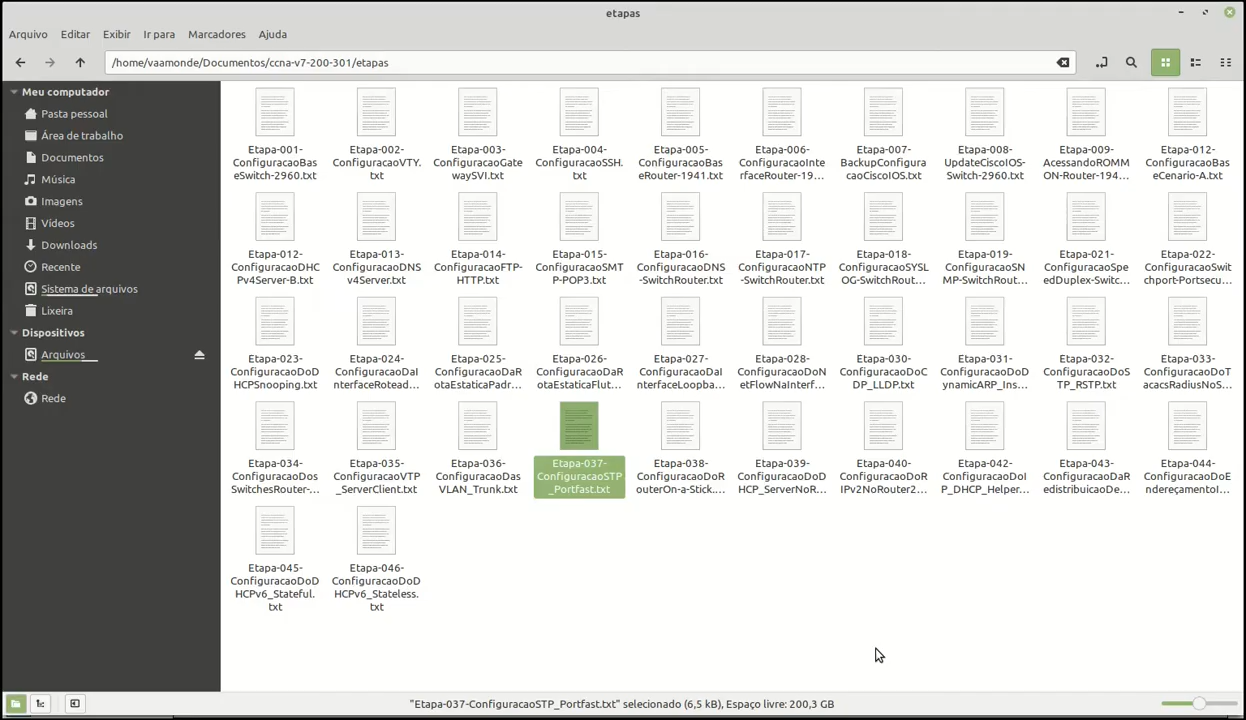 etapas
Arquivo Editar Exibir Ir para Marcadores Ajuda
/home/vaamonde/Documentos/ccna-v7-200-301/etapas
Meu computador
Pasta pessoal
Área de trabalho
Documentos
Música
Imagens
Vídeos
Downloads
Recente
Sistema de arquivos
Lixeira
Dispositivos
Arquivos
Rede
Rede
Etapa-001-
ConfiguracaoBas
eSwitch-2960.txt
Etapa-002-
ConfiguracaoVTY.
txt
Etapa-003-
ConfiguracaoGate
waySVI.txt
Etapa-004-
ConfiguracaoSSH.
txt
Etapa-005-
ConfiguracaoBas
eRouter-1941.txt
Etapa-006-
ConfiguracaoInte
rfaceRouter-19...
Etapa-007-
BackupConfigura
caoCiscoIOS.txt
Etapa-008-
UpdateCiscoIOS-
Switch-2960.txt
Etapa-009-
AcessandoROMM
ON-Router-194...
Etapa-012-
ConfiguracaoBas
eCenario-A.txt
Etapa-012-
ConfiguracaoDHC
Pv4Server-B.txt
Etapa-013-
ConfiguracaoDNS
v4Server.txt
Etapa-014-
ConfiguracaoFTP-
HTTP.txt
Etapa-015-
ConfiguracaoSMT
P-POP3.txt
Etapa-016-
ConfiguracaoDNS
-SwitchRouter.txt
Etapa-017-
ConfiguracaoNTP
-SwitchRouter.txt
Etapa-018-
ConfiguracaoSYSL
OG-SwitchRout...
Etapa-019-
ConfiguracaoSN
MP-SwitchRout...
Etapa-021-
ConfiguracaoSpe
edDuplex-Switc...
Etapa-022-
ConfiguracaoSwit
chport-Portsecu...
Etapa-023-
ConfiguracaoDoD
HCPSnooping.txt
Etapa-024-
ConfiguracaoDaI
nterfaceRotead...
Etapa-025-
ConfiguracaoDaR
otaEstaticaPadr...
Etapa-026-
ConfiguracaoDaR
otaEstaticaFlut...
Etapa-027-
ConfiguracaoDaI
nterfaceLoopba...
Etapa-028-
ConfiguracaoDoN
etFlowNaInterf...
Etapa-030-
ConfiguracaoDoC
DP_LLDP.txt
Etapa-031-
ConfiguracaoDoD
ynamicARP_Ins...
Etapa-032-
ConfiguracaoDoS
TP_RSTP.txt
Etapa-033-
ConfiguracaoDoT
acacsRadiusNoS...
Etapa-034-
ConfiguracaoDos
SwitchesRouter-...
Etapa-035-
ConfiguracaoVTP
_ServerClient.txt
Etapa-036-
ConfiguracaoDas
VLAN_Trunk.txt
Etapa-037-
ConfiguracaoSTP
_Portfast.txt
Etapa-038-
ConfiguracaoDoR
outerOn-a-Stick....
Etapa-039-
ConfiguracaoDoD
HCP_ServerNoR...
Etapa-040-
ConfiguracaoDoR
IPv2NoRouter2...
Etapa-042-
ConfiguracaoDoI
P_DHCP_Helper...
Etapa-043-
ConfiguracaoDaR
edistribuicaoDe...
Etapa-044-
ConfiguracaoDoE
ndereçamentoI...
Etapa-045-
ConfiguracaoDoD
HCPv6_Stateful.
txt
Etapa-046-
ConfiguracaoDoD
HCPv6_Stateless.
txt
"Etapa-037-ConfiguracaoSTP_Portfast.txt" selecionado (6,5 kB), Espaço livre: 200,3 GB